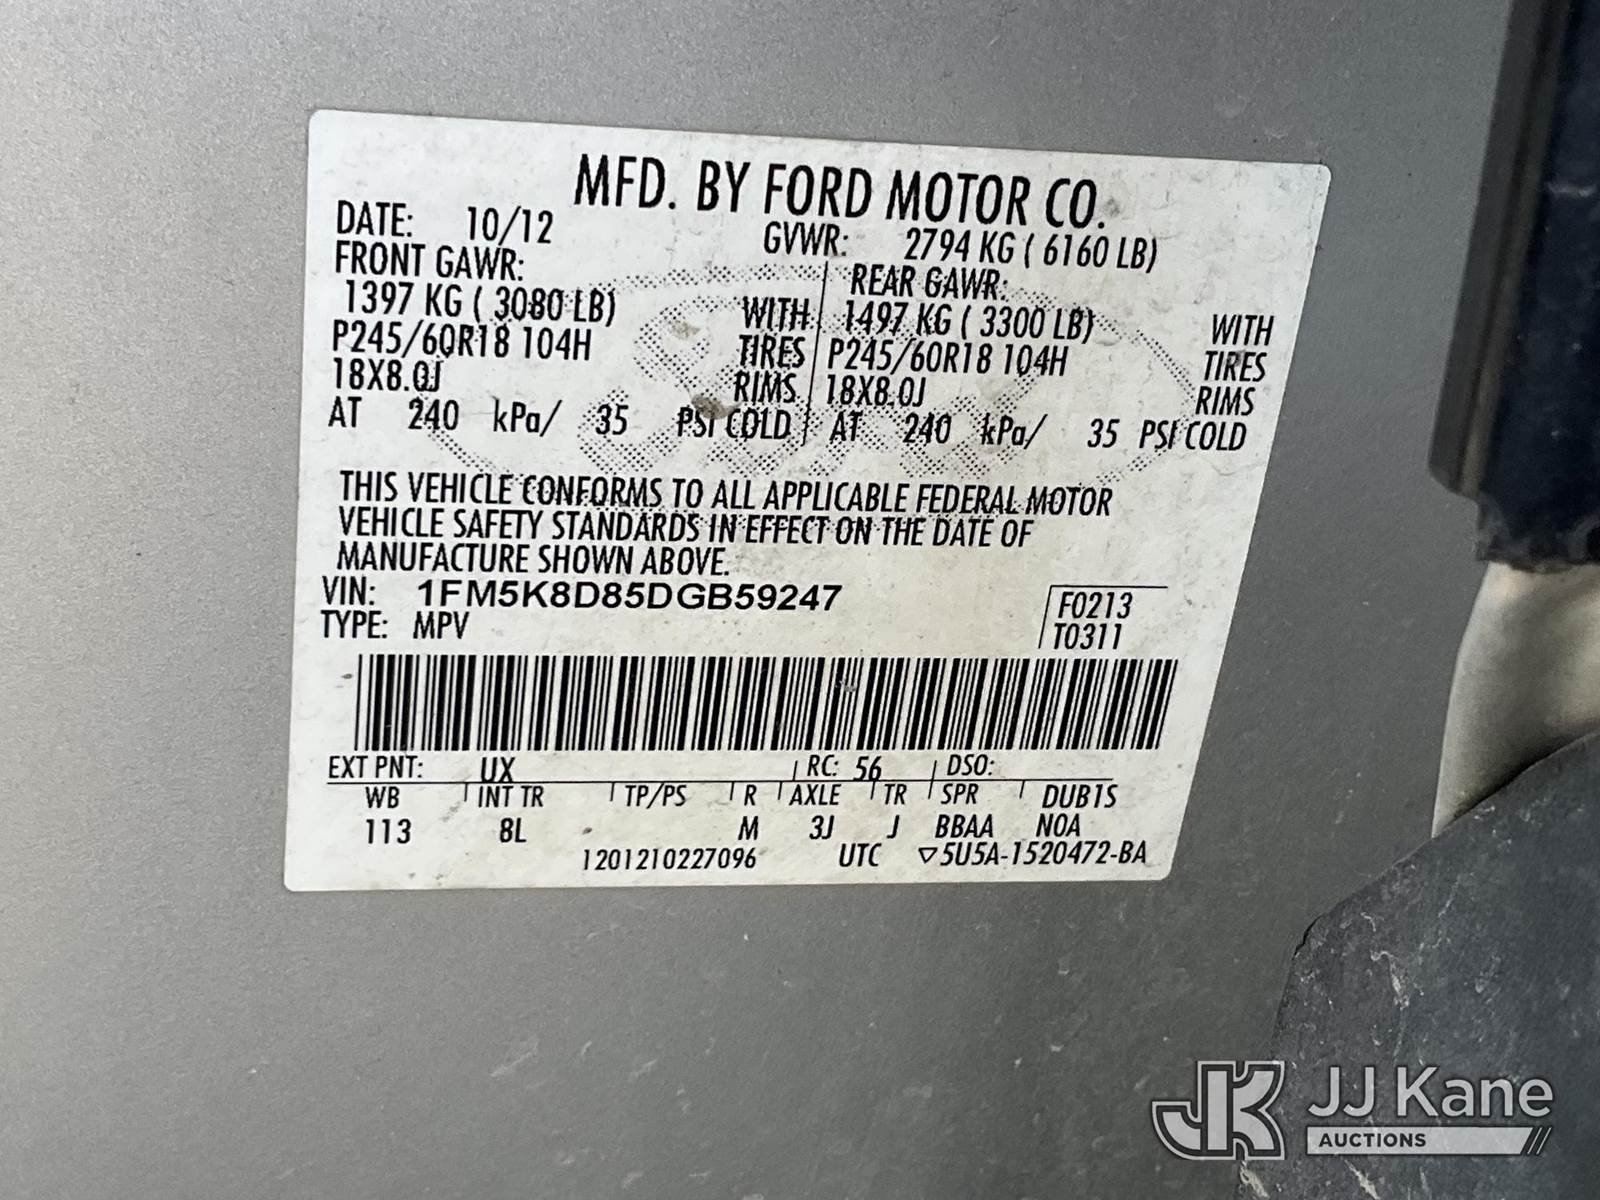 MFD. BY FORD MOTOR CO.
DATE: 10/12 GVWR: 2794 KG ( 6160 LB)
FRONT GAWR: REAR GAWR:
1397 KG ( 3080 LB) WITH 1497 KG ( 3300 LB) WITH
P245/60R18 104H TIRES P245/60R18 104H TIRES
18X8.0J RIMS 18X8.0J RIMS
AT 240 kPa/ 35 PSI COLD AT 240 kPa/ 35 PSI COLD
THIS VEHICLE CONFORMS TO ALL APPLICABLE FEDERAL MOTOR
VEHICLE SAFETY STANDARDS IN EFFECT ON THE DATE OF
MANUFACTURE SHOWN ABOVE.
VIN: 1FM5K8D85DGB59247 F0213
TYPE: MPV T0311
EXT PNT: UX RC: 56 DSO:
WB INT TR TP/PS R AXLE TR SPR DUB1S
113 8L M 3J J BBAA N0A
1201210227096 UTC ▽5U5A-1520472-BA
JK JJ Kane
AUCTIONS